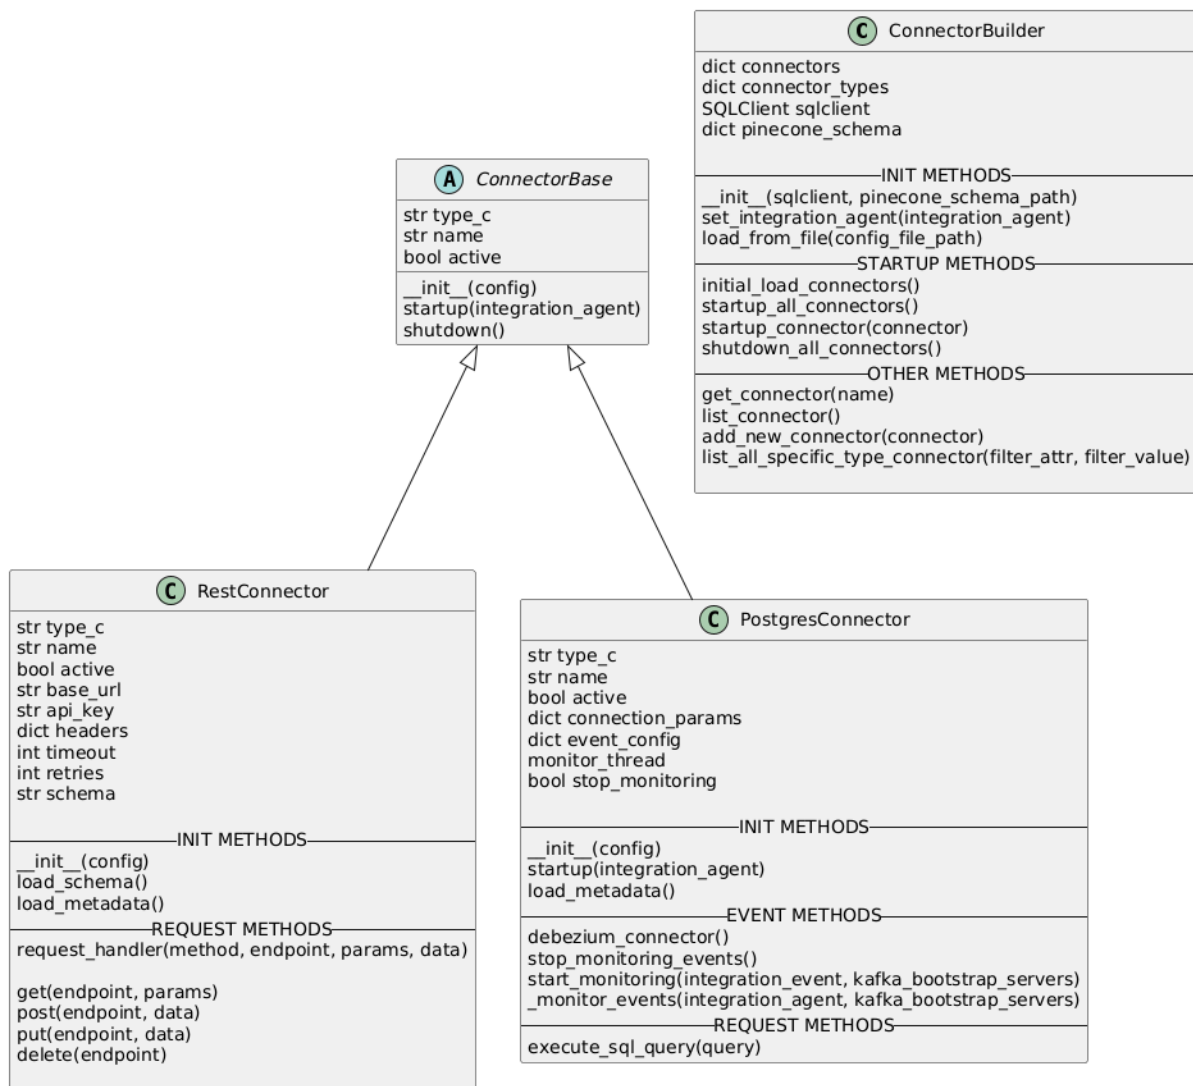 C ConnectorBuilder
dict connectors
dict connector_types
SQLClient sqlclient
dict pinecone_schema
INIT METHODS
__init__(sqlclient, pinecone_schema_path)
set_integration_agent(integration_agent)
load_from_file(config_file_path)
STARTUP METHODS
initial_load_connectors()
startup_all_connectors()
startup_connector(connector)
shutdown_all_connectors()
OTHER METHODS
get_connector(name)
list_connector()
add_new_connector(connector)
list_all_specific_type_connector(filter_attr, filter_value)
A ConnectorBase
str type_c
str name
bool active
__init__(config)
startup(integration_agent)
shutdown()
C RestConnector
str type_c
str name
bool active
str base_url
str api_key
dict headers
int timeout
int retries
str schema
INIT METHODS
__init__(config)
load_schema()
load_metadata()
REQUEST METHODS
request_handler(method, endpoint, params, data)
get(endpoint, params)
post(endpoint, data)
put(endpoint, data)
delete(endpoint)
C PostgresConnector
str type_c
str name
bool active
dict connection_params
dict event_config
monitor_thread
bool stop_monitoring
INIT METHODS
__init__(config)
startup(integration_agent)
load_metadata()
EVENT METHODS
debezium_connector()
stop_monitoring_events()
start_monitoring(integration_event, kafka_bootstrap_servers)
_monitor_events(integration_agent, kafka_bootstrap_servers)
REQUEST METHODS
execute_sql_query(query)